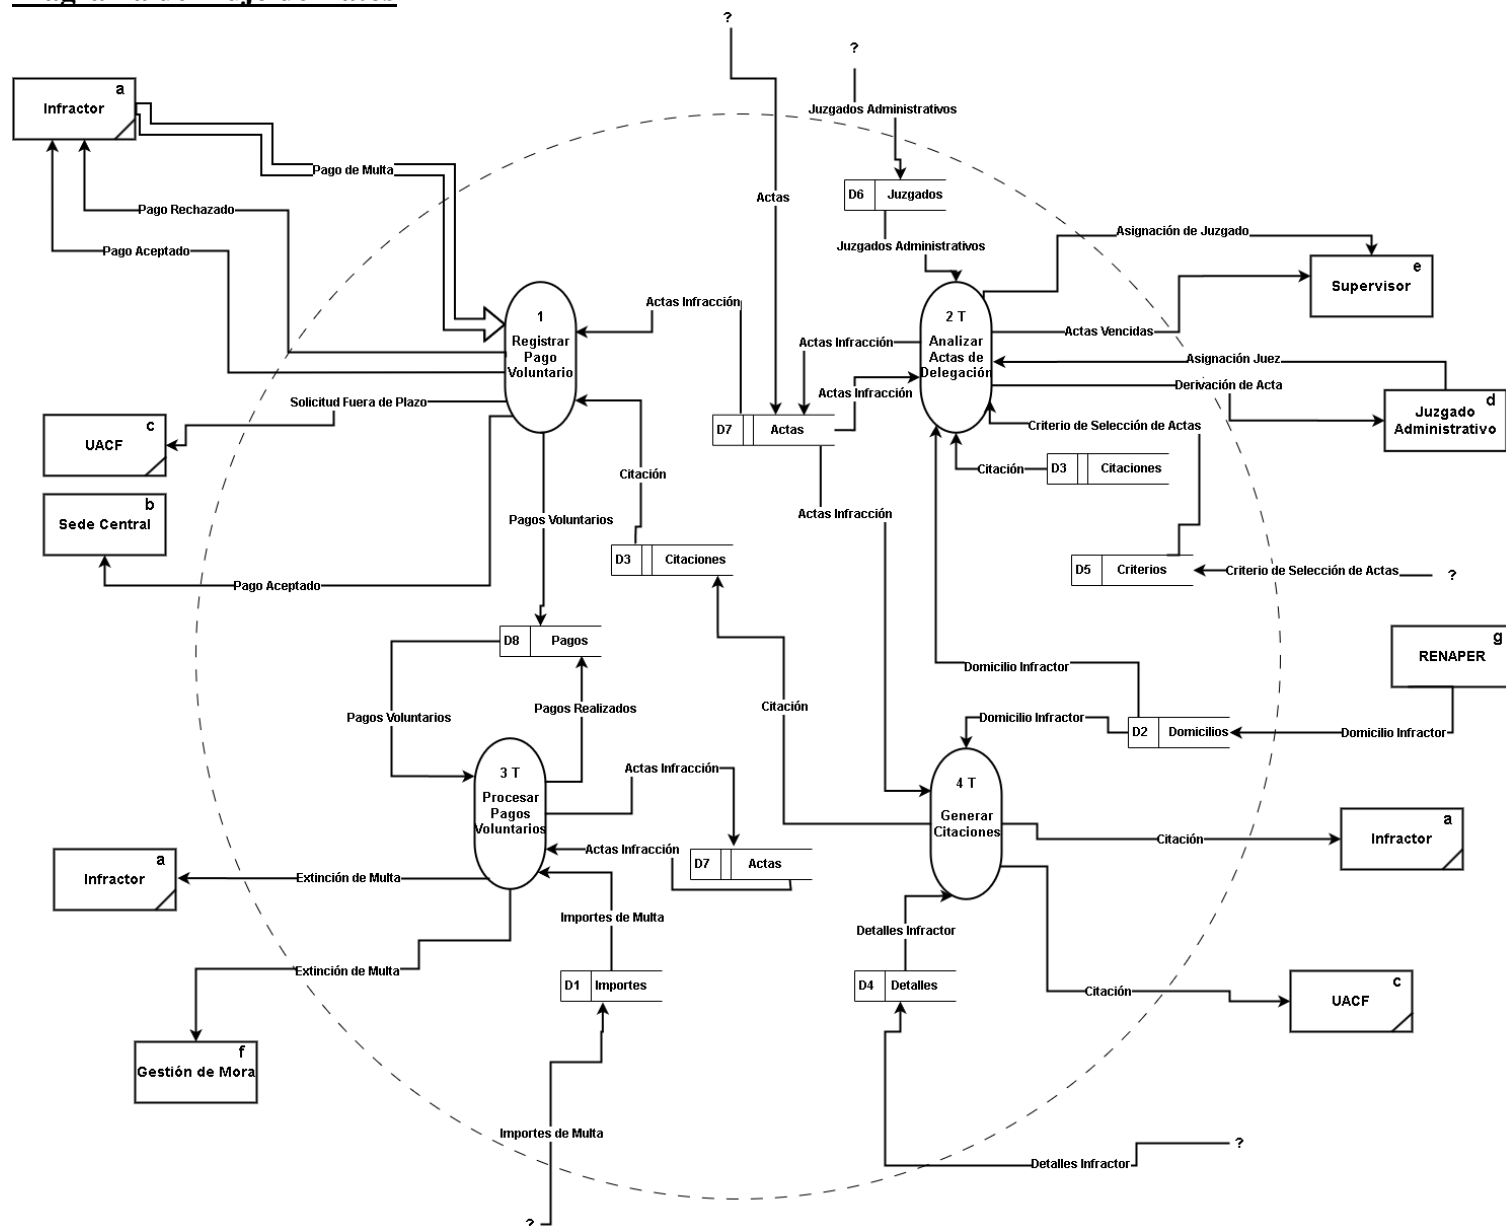 Diagrama de Flujo de Datos
?
?
a
Infractor
Juzgados Administrativos
Pago de Multa
Actas
D6
Juzgados
Pago Rechazado
Pago Aceptado
Juzgados Administrativos
Asignación de Juzgado
e
Supervisor
Actas Infracción
1
Registrar
Pago
Voluntario
2 T
Analizar
Actas de
Delegación
Actas Vencidas
Actas Infracción
Asignación Juez
Actas Infracción
Derivación de Acta
Solicitud Fuera de Plazo
d
Juzgado
Administrativo
c
UACF
D7
Actas
Criterio de Selección de Actas
Citación
Citación
D3
Citaciones
b
Sede Central
Pagos Voluntarios
Actas Infracción
D3
Citaciones
D5
Criterios
Criterio de Selección de Actas
?
Pago Aceptado
D8
Pagos
g
RENAPER
Domicilio Infractor
Pagos Voluntarios
Pagos Realizados
Citación
Domicilio Infractor
D2
Domicilios
Domicilio Infractor
3 T
Procesar
Pagos
Voluntarios
Actas Infracción
4 T
Generar
Citaciones
a
Infractor
Citación
Actas Infracción
D7
Actas
a
Infractor
Extinción de Multa
Importes de Multa
Detalles Infractor
Extinción de Multa
D1
Importes
D4
Detalles
Citación
c
UACF
f
Gestión de Mora
Importes de Multa
?
Detalles Infractor
?